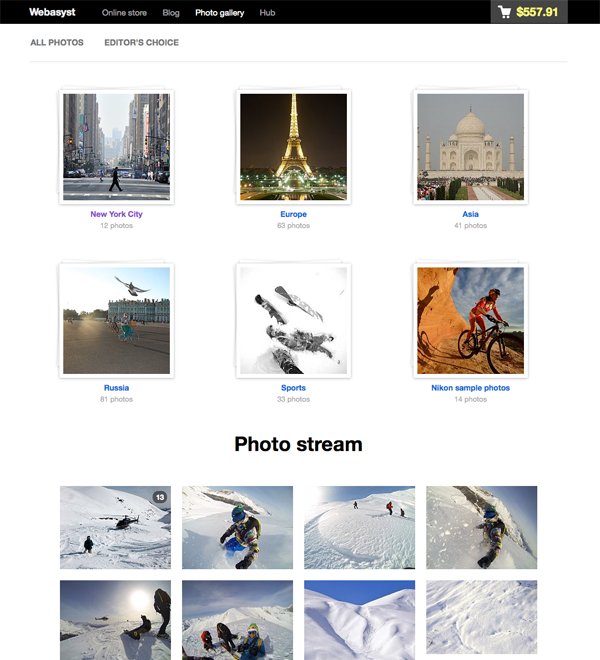 Webasyst Online store Blog Photo gallery Hub $557.91
ALL PHOTOS EDITOR'S CHOICE
New York City Europe Asia
12 photos 63 photos 41 photos
Russia Sports Nikon sample photos
81 photos 33 photos 14 photos
Photo stream
13